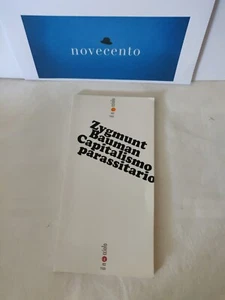 novecento
Zygmunt
Bauman
Capitalismo
parassitario